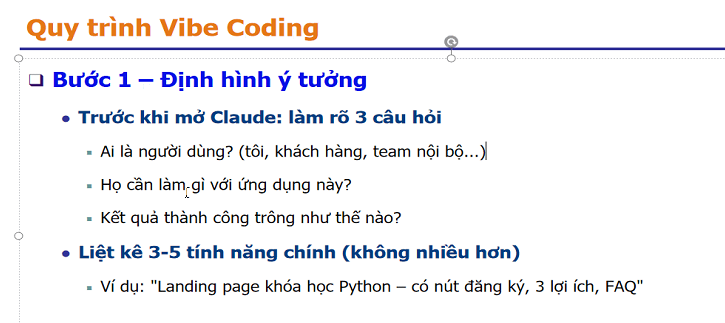 Quy trình Vibe Coding
Bước 1 – Định hình ý tưởng
Trước khi mở Claude: làm rõ 3 câu hỏi
Ai là người dùng? (tôi, khách hàng, team nội bộ...)
Họ cần làm gì với ứng dụng này?
Kết quả thành công trông như thế nào?
Liệt kê 3-5 tính năng chính (không nhiều hơn)
Ví dụ: "Landing page khóa học Python – có nút đăng ký, 3 lợi ích, FAQ"